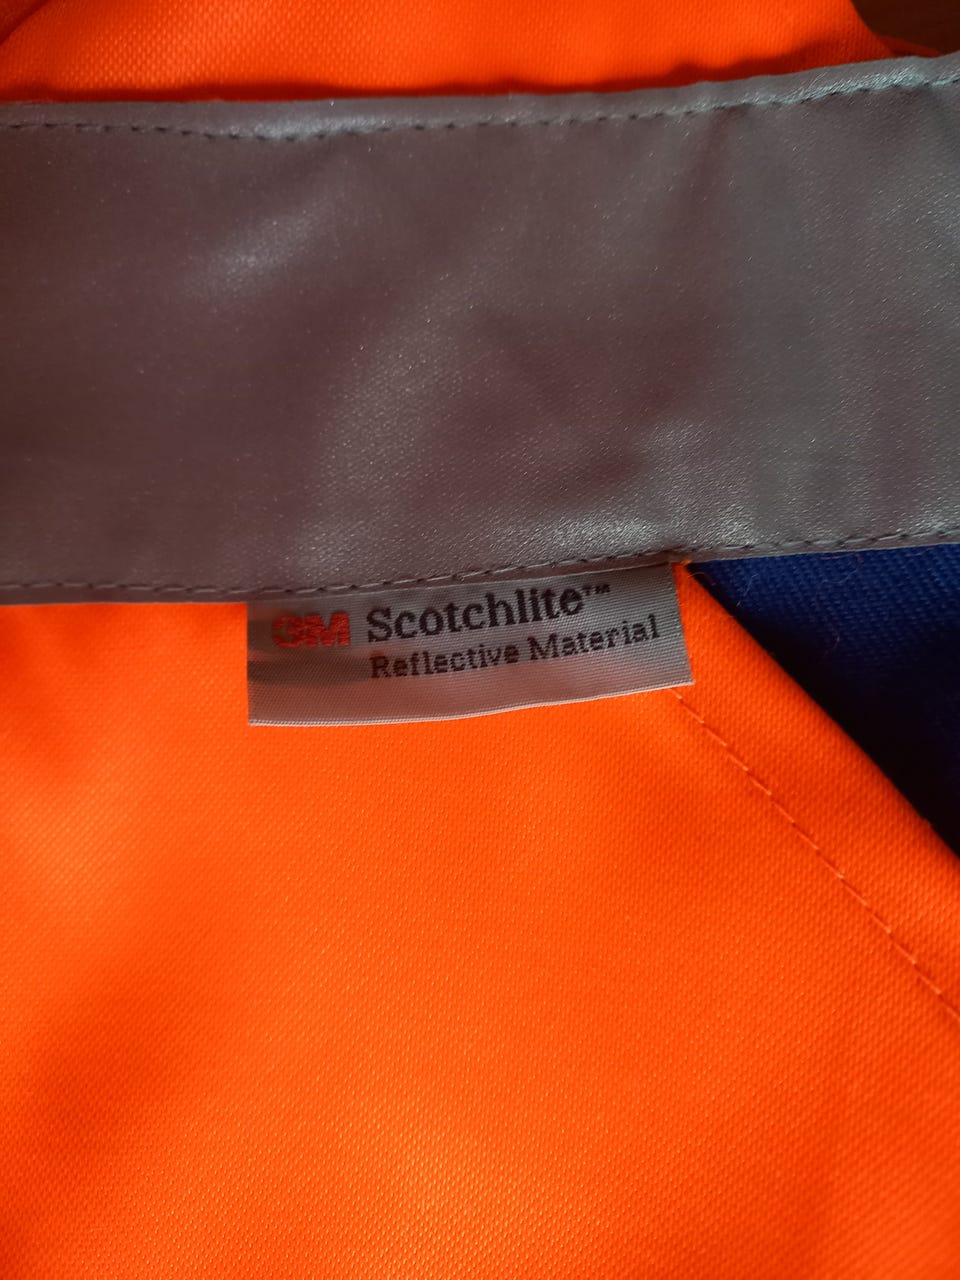 3M Scotchlite™
Reflective Material